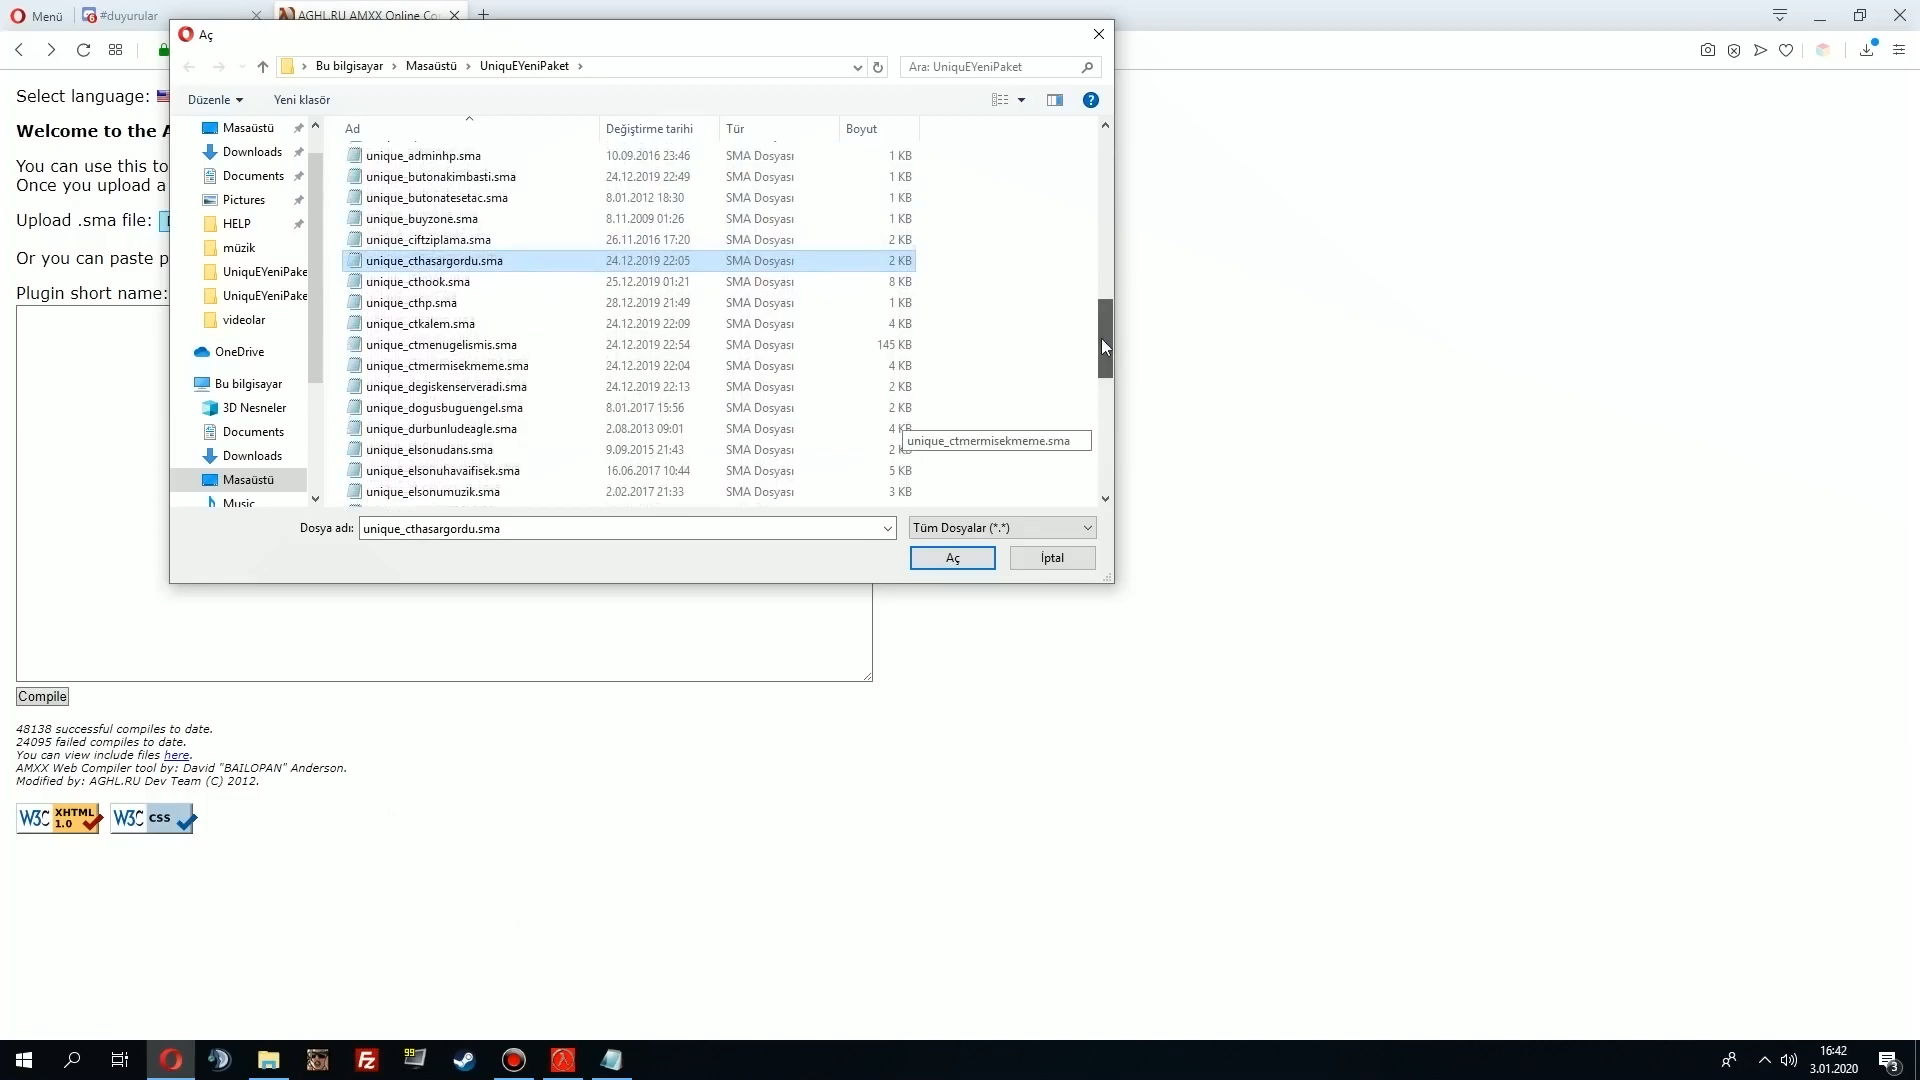 Menü
#duyurular
AGHL.RU AMXX Online Co
Aç
Bu bilgisayar
Masaüstü
UniquEYeniPaket
Ara: UniquEYeniPaket
Düzenle
Yeni klasör
Select language:
Welcome to the A
You can use this to
Once you upload a
Upload .sma file:
Or you can paste p
Plugin short name:
Masaüstü
Downloads
Documents
Pictures
HELP
müzik
UniquEYeniPake
UniquEYeniPake
videolar
OneDrive
Bu bilgisayar
3D Nesneler
Documents
Downloads
Masaüstü
Music
Ad Değiştirme tarihi Tür Boyut
unique_adminhp.sma 10.09.2016 23:46 SMA Dosyası 1 KB
unique_butonakimbasti.sma 24.12.2019 22:49 SMA Dosyası 1 KB
unique_butonatesetac.sma 8.01.2012 18:30 SMA Dosyası 1 KB
unique_buyzone.sma 8.11.2009 01:26 SMA Dosyası 1 KB
unique_ciftziplama.sma 26.11.2016 17:20 SMA Dosyası 2 KB
unique_cthasargordu.sma 24.12.2019 22:05 SMA Dosyası 2 KB
unique_cthook.sma 25.12.2019 01:21 SMA Dosyası 8 KB
unique_cthp.sma 28.12.2019 21:49 SMA Dosyası 1 KB
unique_ctkalem.sma 24.12.2019 22:09 SMA Dosyası 4 KB
unique_ctmenugelismis.sma 24.12.2019 22:54 SMA Dosyası 145 KB
unique_ctmermisekmeme.sma 24.12.2019 22:04 SMA Dosyası 4 KB
unique_degiskenserveradi.sma 24.12.2019 22:13 SMA Dosyası 2 KB
unique_dogusbuguengel.sma 8.01.2017 15:56 SMA Dosyası 2 KB
unique_durbunludeagle.sma 2.08.2013 09:01 SMA Dosyası 4 KB
unique_elsonudans.sma 9.09.2015 21:43 SMA Dosyası 2 K
unique_elsonuhavaifisek.sma 16.06.2017 10:44 SMA Dosyası 5 KB
unique_elsonumuzik.sma 2.02.2017 21:33 SMA Dosyası 3 KB
unique_ctmermisekmeme.sma
Dosya adı: unique_cthasargordu.sma
Tüm Dosyalar (*.*)
Aç
İptal
Compile
48138 successful compiles to date.
24095 failed compiles to date.
You can view include files here.
AMXX Web Compiler tool by: David "BAILOPAN" Anderson.
Modified by: AGHL.RU Dev Team (C) 2012.
W3C XHTML 1.0
W3C CSS
99
16:42
3.01.2020
3